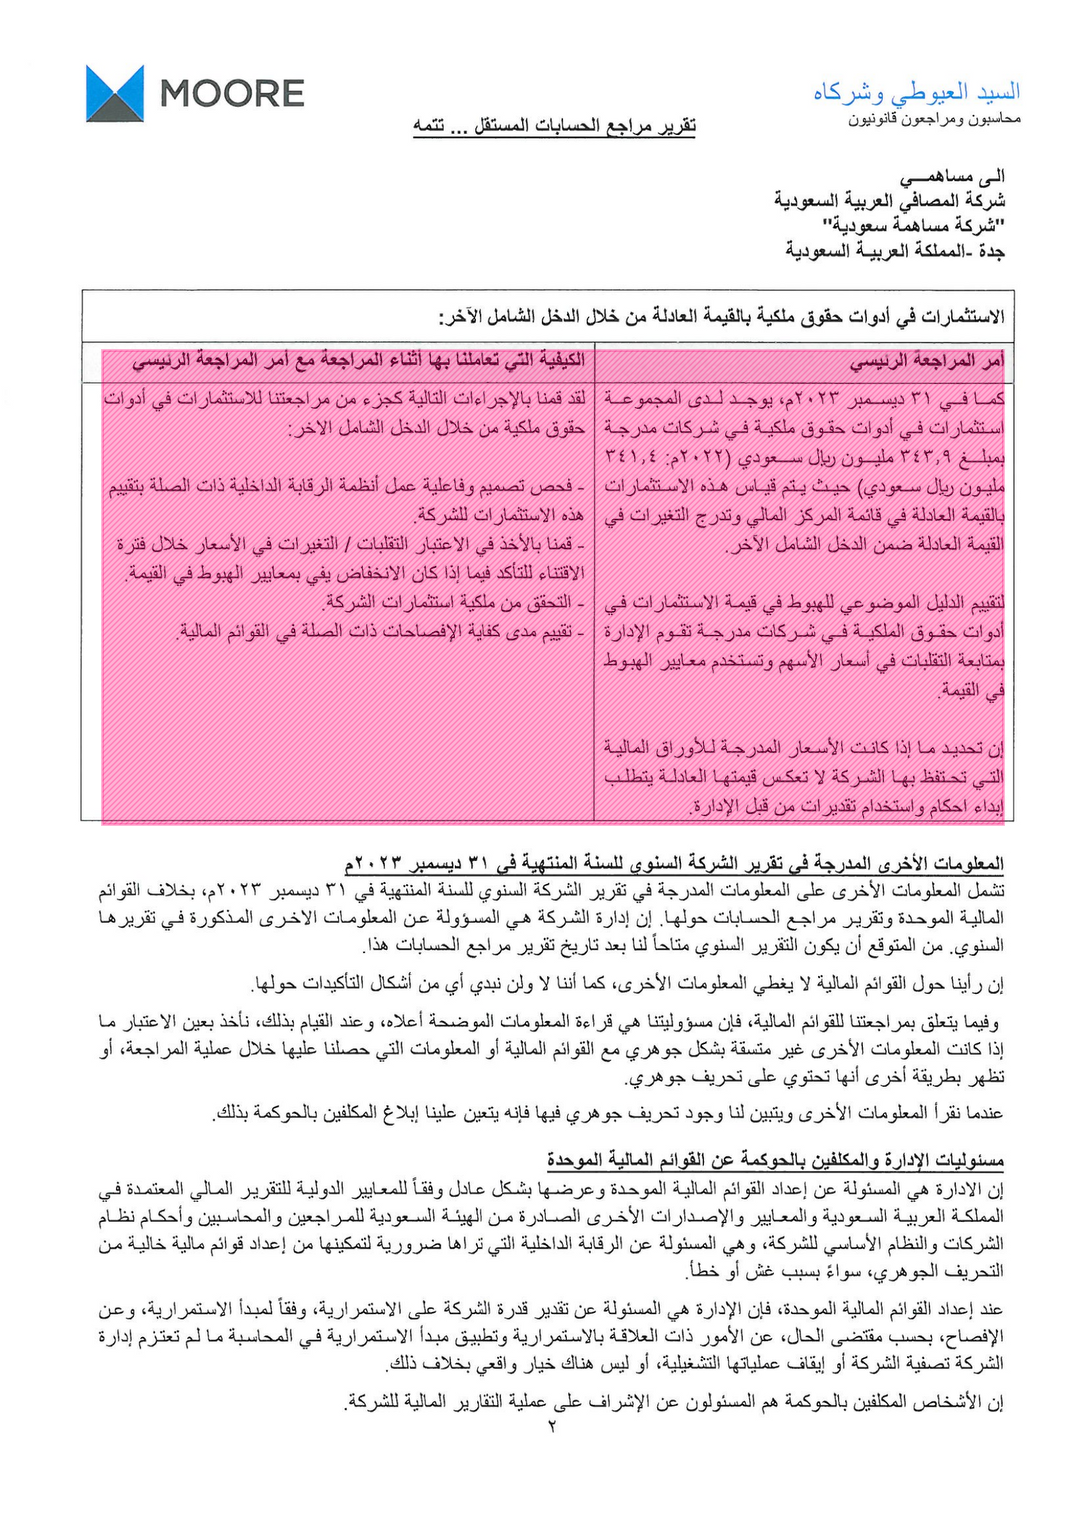 MOORE
السيد العيوطي وشركاه
محاسبون ومراجعون قانونيون
تقرير مراجع الحسابات المستقل ... تتمه
الى مساهمي
شركة المصافي العربية السعودية
"شركة مساهمة سعودية"
جدة -المملكة العربية السعودية
الاستثمارات في أدوات حقوق ملكية بالقيمة العادلة من خلال الدخل الشامل الآخر:
أمر المراجعة الرئيسي
كما في ٣١ ديسمبر ٢٠٢٣م، يوجد لدى المجموعة
استثمارات في أدوات حقوق ملكية في شركات مدرجة
بمبلغ ٣٤٣,٩ مليون ريال سعودي (٢٠٢٢م: ٣٤١,٤
مليون ريال سعودي) حيث يتم قياس هذه الاستثمارات
بالقيمة العادلة في قائمة المركز المالي وتدرج التغيرات في
القيمة العادلة ضمن الدخل الشامل الآخر.
لتقييم الدليل الموضوعي للهبوط في قيمة الاستثمارات في
أدوات حقوق الملكية في شركات مدرجة تقوم الإدارة
بمتابعة التقلبات في أسعار الأسهم وتستخدم معايير الهبوط
في القيمة.
إن تحديد ما إذا كانت الأسعار المدرجة للأوراق المالية
التي تحتفظ بها الشركة لا تعكس قيمتها العادلة يتطلب
إبداء احكام واستخدام تقديرات من قبل الإدارة.
الكيفية التي تعاملنا بها أثناء المراجعة مع أمر المراجعة الرئيسي
لقد قمنا بالإجراءات التالية كجزء من مراجعتنا للاستثمارات في أدوات
حقوق ملكية من خلال الدخل الشامل الاخر:
- فحص تصميم وفاعلية عمل أنظمة الرقابة الداخلية ذات الصلة بتقييم
هذه الاستثمارات للشركة.
- قمنا بالأخذ في الاعتبار التقلبات / التغيرات في الأسعار خلال فترة
الاقتناء للتأكد فيما إذا كان الانخفاض يفي بمعايير الهبوط في القيمة.
- التحقق من ملكية استثمارات الشركة.
- تقييم مدى كفاية الإفصاحات ذات الصلة في القوائم المالية.
المعلومات الأخرى المدرجة في تقرير الشركة السنوي للسنة المنتهية في ٣١ ديسمبر ٢٠٢٣م
تشمل المعلومات الأخرى على المعلومات المدرجة في تقرير الشركة السنوي للسنة المنتهية في ٣١ ديسمبر ٢٠٢٣م، بخلاف القوائم
المالية الموحدة وتقرير مراجع الحسابات حولها. إن إدارة الشركة هي المسؤولة عن المعلومات الاخرى المذكورة في تقريرها
السنوي. من المتوقع أن يكون التقرير السنوي متاحاً لنا بعد تاريخ تقرير مراجع الحسابات هذا.
إن رأينا حول القوائم المالية لا يغطي المعلومات الأخرى، كما أننا لا ولن نبدي أي من أشكال التأكيدات حولها.
وفيما يتعلق بمراجعتنا للقوائم المالية، فإن مسؤوليتنا هي قراءة المعلومات الموضحة أعلاه، وعند القيام بذلك، نأخذ بعين الاعتبار ما
إذا كانت المعلومات الأخرى غير متسقة بشكل جوهري مع القوائم المالية أو المعلومات التي حصلنا عليها خلال عملية المراجعة، أو
تظهر بطريقة أخرى أنها تحتوي على تحريف جوهري.
عندما نقرأ المعلومات الأخرى ويتبين لنا وجود تحريف جوهري فيها فإنه يتعين علينا إبلاغ المكلفين بالحوكمة بذلك.
مسئوليات الإدارة والمكلفين بالحوكمة عن القوائم المالية الموحدة
إن الادارة هي المسئولة عن إعداد القوائم المالية الموحدة وعرضها بشكل عادل وفقاً للمعايير الدولية للتقرير المالي المعتمدة في
المملكة العربية السعودية والمعايير والإصدارات الأخرى الصادرة من الهيئة السعودية للمراجعين والمحاسبين وأحكام نظام
الشركات والنظام الأساسي للشركة، وهي المسئولة عن الرقابة الداخلية التي تراها ضرورية لتمكينها من إعداد قوائم مالية خالية من
التحريف الجوهري، سواءً بسبب غش أو خطأ.
عند إعداد القوائم المالية الموحدة، فإن الإدارة هي المسئولة عن تقدير قدرة الشركة على الاستمرارية، وفقاً لمبدأ الاستمرارية، وعن
الإفصاح، بحسب مقتضى الحال، عن الأمور ذات العلاقة بالاستمرارية وتطبيق مبدأ الاستمرارية في المحاسبة ما لم تعتزم إدارة
الشركة تصفية الشركة أو إيقاف عملياتها التشغيلية، أو ليس هناك خيار واقعي بخلاف ذلك.
إن الأشخاص المكلفين بالحوكمة هم المسئولون عن الإشراف على عملية التقارير المالية للشركة.
٢